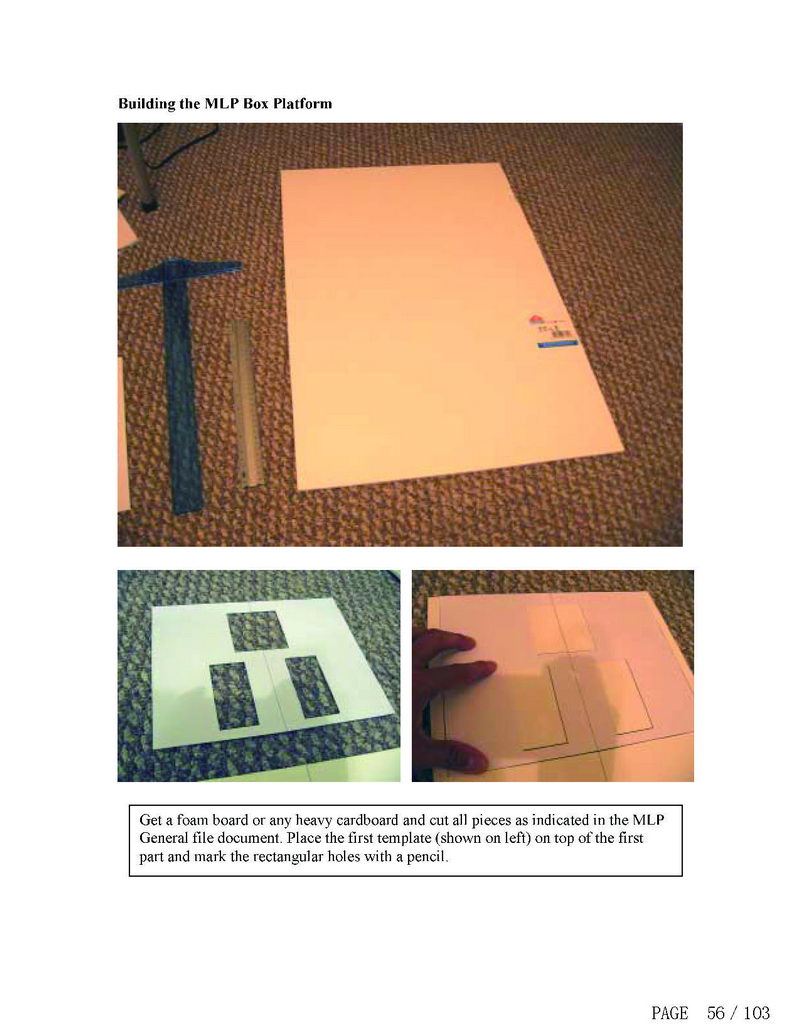 Building the MLP Box Platform
Get a foam board or any heavy cardboard and cut all pieces as indicated in the MLP
General file document. Place the first template (shown on left) on top of the first
part and mark the rectangular holes with a pencil.
PAGE 56 / 103